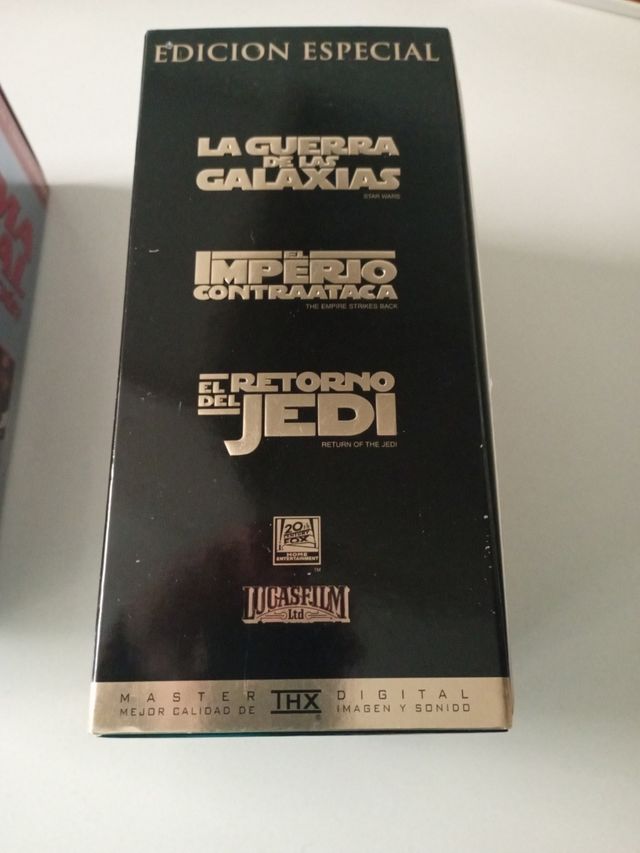 EDICION ESPECIAL
LA GUERRA
DE LAS
GALAXIAS
STAR WARS
EL
IMPERIO
CONTRAATACA
THE EMPIRE STRIKES BACK
EL RETORNO
DEL JEDI
RETURN OF THE JEDI
20th
CENTURY
FOX
HOME
ENTERTAINMENT
TM
LUCASFILM
Ltd
MASTER THX DIGITAL
MEJOR CALIDAD DE IMAGEN Y SONIDO